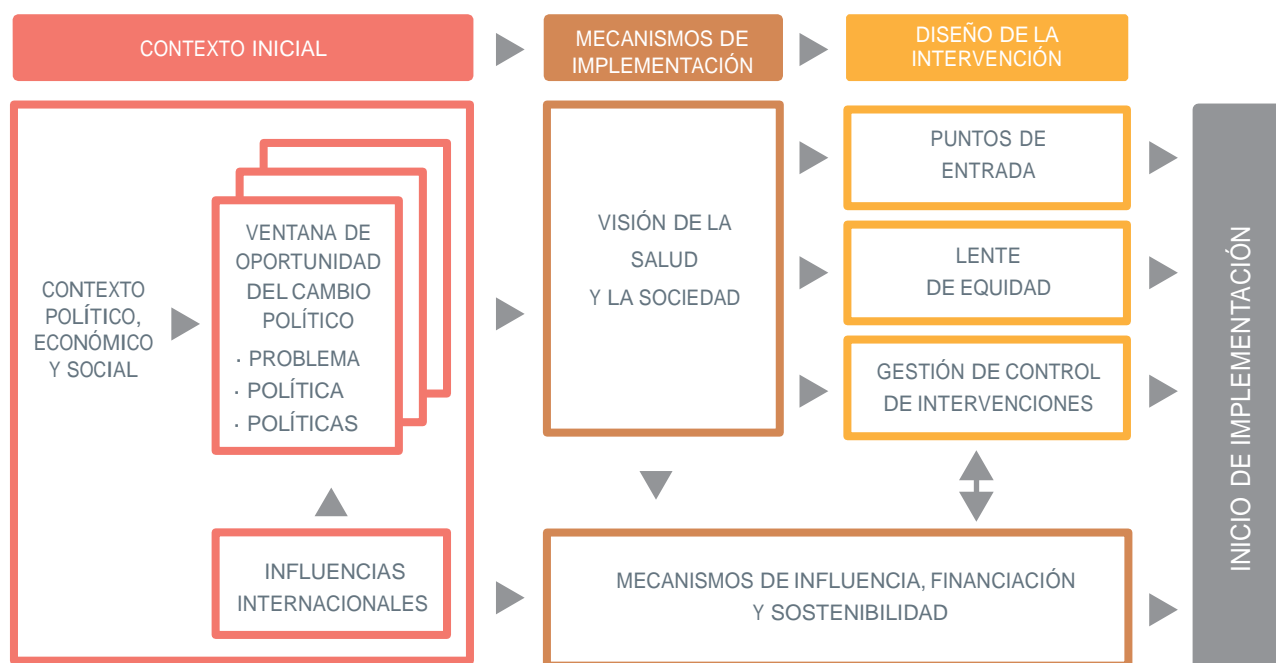 CONTEXTO INICIAL
MECANISMOS DE
IMPLEMENTACIÓN
DISEÑO DE LA
INTERVENCIÓN
CONTEXTO
POLÍTICO,
ECONÓMICO
Y SOCIAL
VENTANA DE
OPORTUNIDAD
DEL CAMBIO
POLÍTICO
· PROBLEMA
· POLÍTICA
· POLÍTICAS
INFLUENCIAS
INTERNACIONALES
VISIÓN DE LA
SALUD
Y LA SOCIEDAD
PUNTOS DE
ENTRADA
LENTE
DE EQUIDAD
GESTIÓN DE CONTROL
DE INTERVENCIONES
MECANISMOS DE INFLUENCIA, FINANCIACIÓN
Y SOSTENIBILIDAD
INICIO DE IMPLEMENTACIÓN